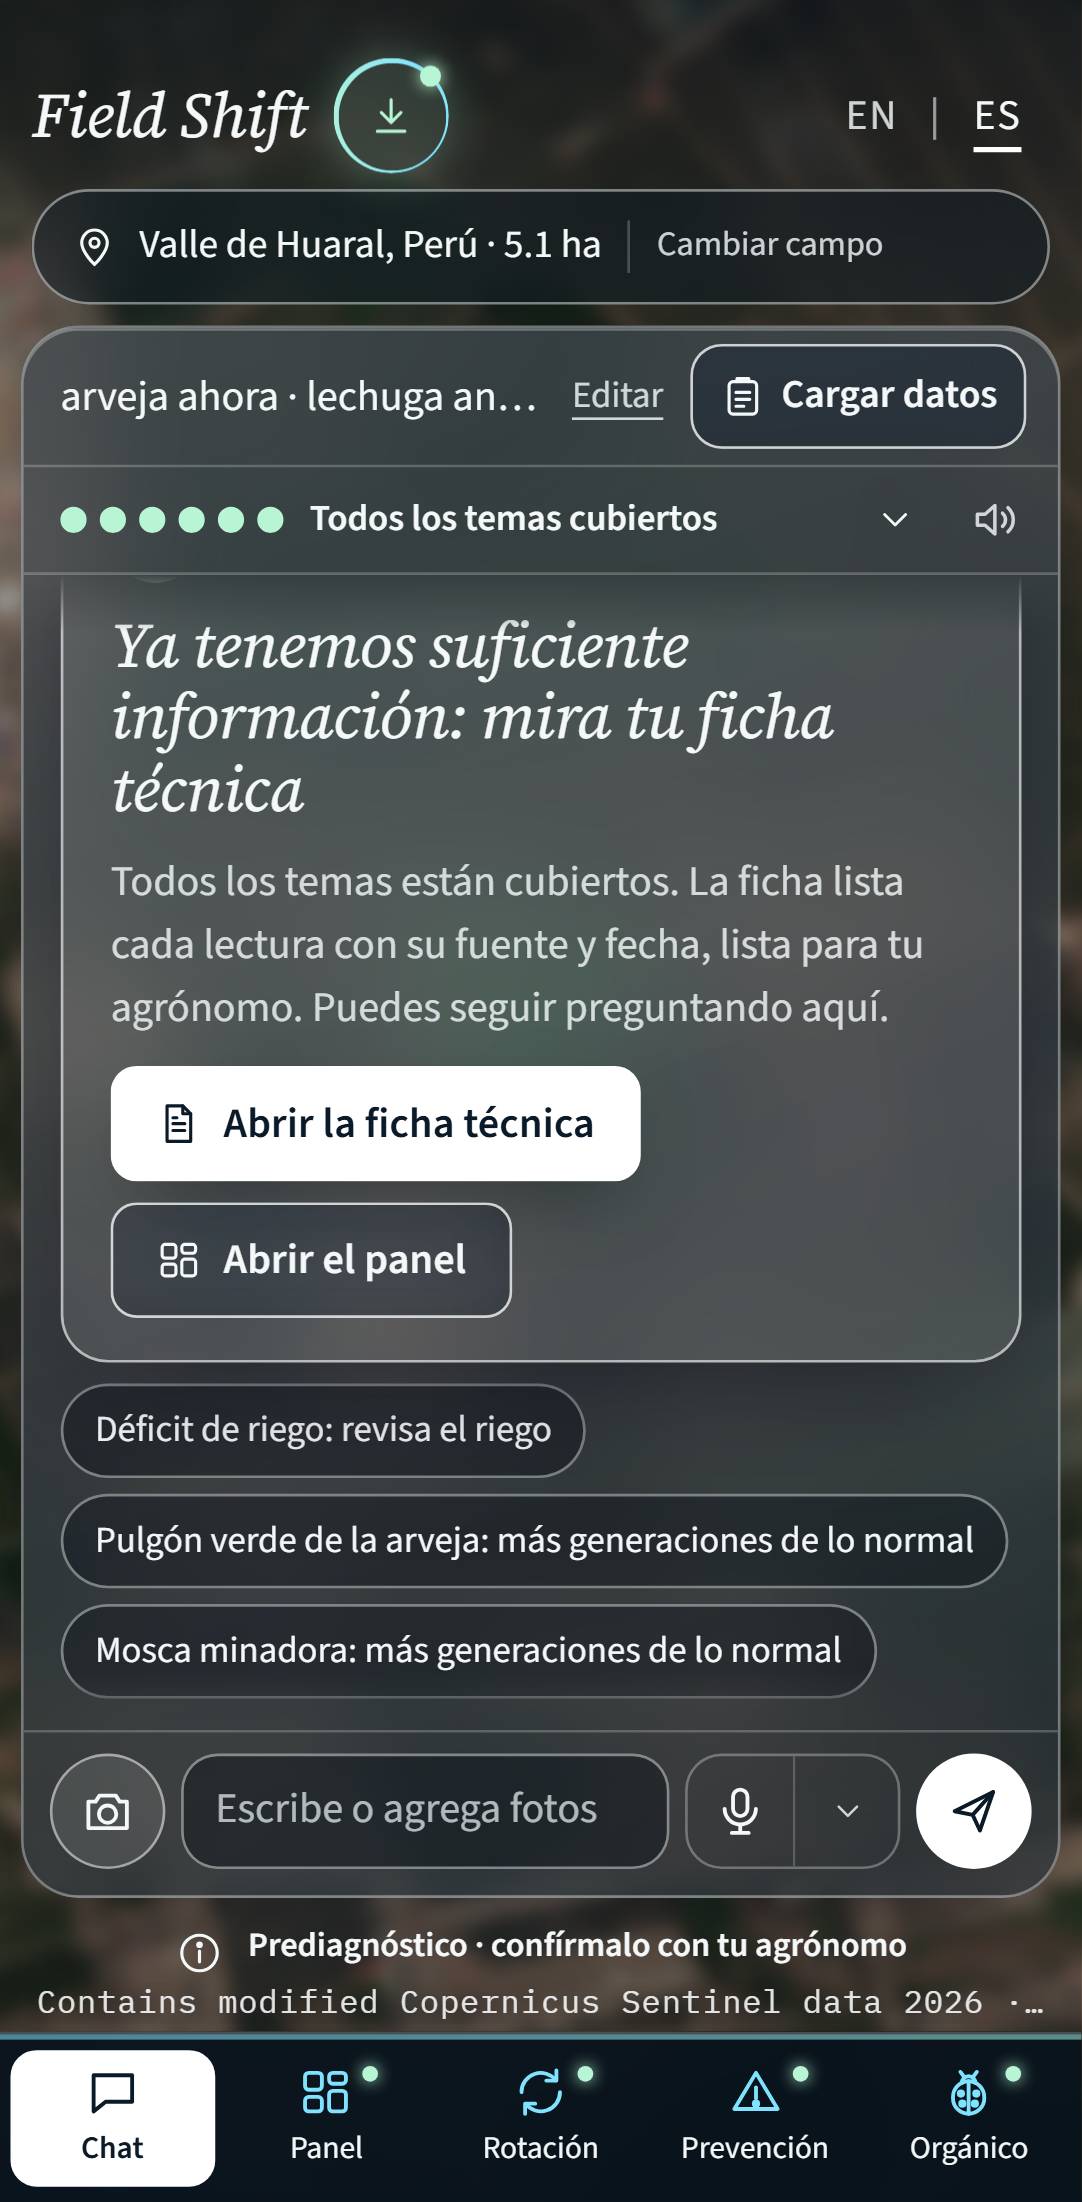 Field Shift
EN | ES
Valle de Huaral, Perú · 5.1 ha | Cambiar campo
arveja ahora · lechuga an… Editar Cargar datos
Todos los temas cubiertos
Ya tenemos suficiente
información: mira tu ficha
técnica
Todos los temas están cubiertos. La ficha lista
cada lectura con su fuente y fecha, lista para tu
agrónomo. Puedes seguir preguntando aquí.
Abrir la ficha técnica
Abrir el panel
Déficit de riego: revisa el riego
Pulgón verde de la arveja: más generaciones de lo normal
Mosca minadora: más generaciones de lo normal
Escribe o agrega fotos
Prediagnóstico · confírmalo con tu agrónomo
Contains modified Copernicus Sentinel data 2026 ·…
Chat Panel Rotación Prevención Orgánico